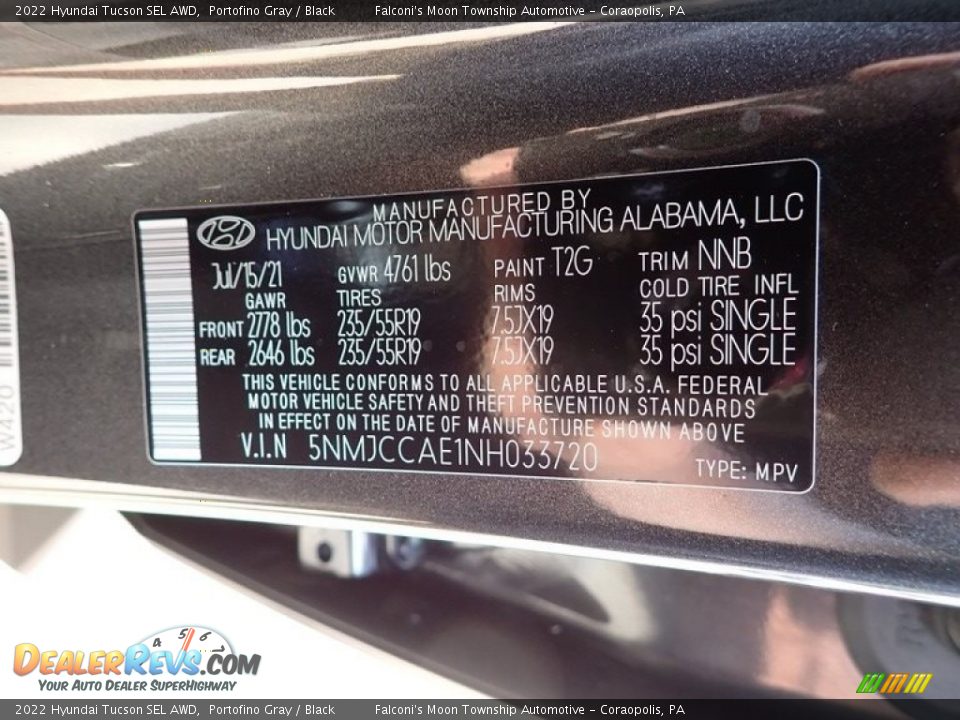 2022 Hyundai Tucson SEL AWD, Portofino Gray / Black Falconi's Moon Township Automotive - Coraopolis, PA
MANUFACTURED BY
HYUNDAI MOTOR MANUFACTURING ALABAMA, LLC
Jul/15/21 GVWR 4761 lbs PAINT T2G TRIM NNB
GAWR TIRES RIMS COLD TIRE INFL
FRONT 2778 lbs 235/55R19 7.5JX19 35 psi SINGLE
REAR 2646 lbs 235/55R19 7.5JX19 35 psi SINGLE
THIS VEHICLE CONFORMS TO ALL APPLICABLE U.S.A. FEDERAL
MOTOR VEHICLE SAFETY AND THEFT PREVENTION STANDARDS
IN EFFECT ON THE DATE OF MANUFACTURE SHOWN ABOVE
V.I.N 5NMJCCAE1NH033720
TYPE: MPV
W420
4 5 6
DealerRevs.com
Your Auto Dealer SuperHighway
2022 Hyundai Tucson SEL AWD, Portofino Gray / Black Falconi's Moon Township Automotive - Coraopolis, PA